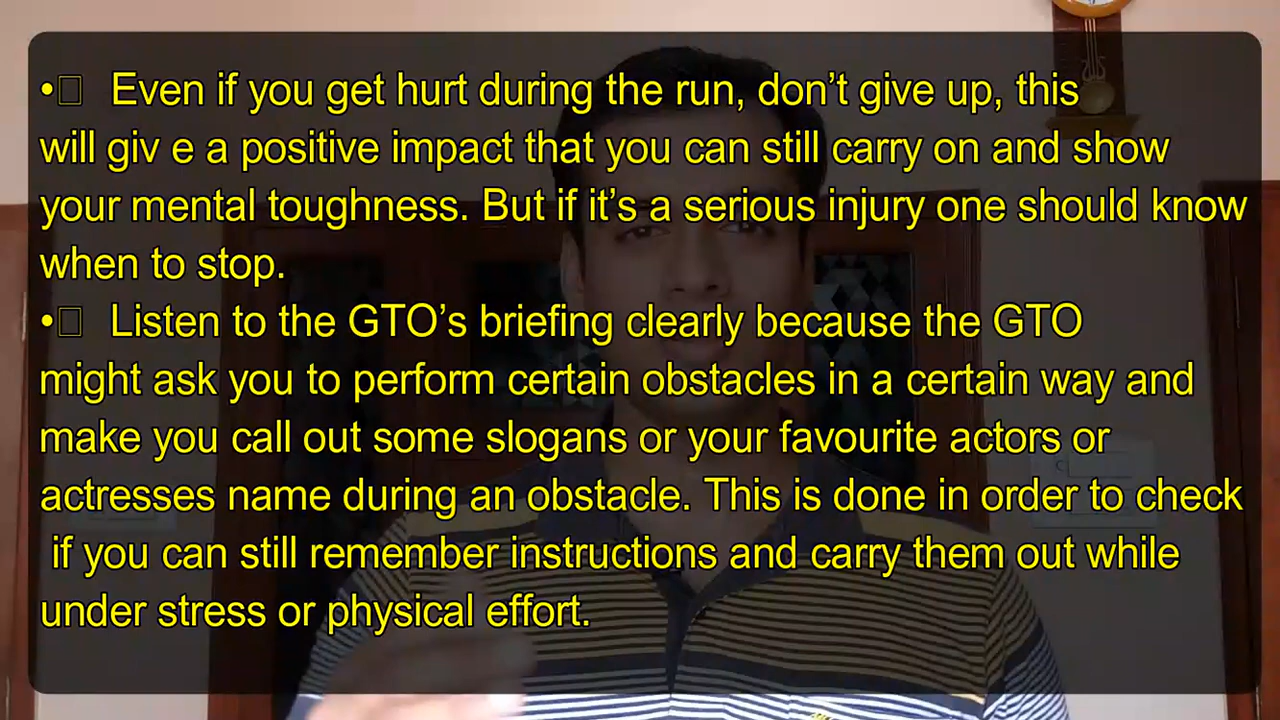 •□ Even if you get hurt during the run, don’t give up, this
will giv e a positive impact that you can still carry on and show
your mental toughness. But if it’s a serious injury one should know
when to stop.
•□ Listen to the GTO’s briefing clearly because the GTO
might ask you to perform certain obstacles in a certain way and
make you call out some slogans or your favourite actors or
actresses name during an obstacle. This is done in order to check
if you can still remember instructions and carry them out while
under stress or physical effort.